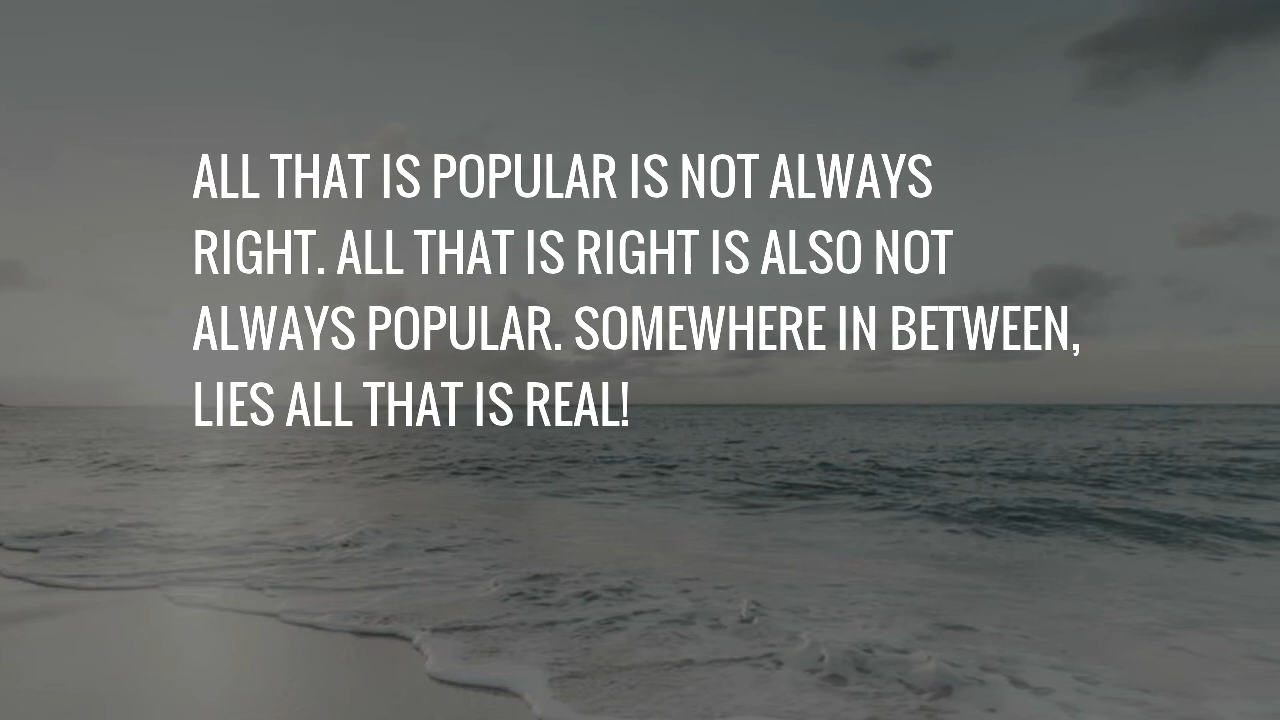 ALL THAT IS POPULAR IS NOT ALWAYS
RIGHT. ALL THAT IS RIGHT IS ALSO NOT
ALWAYS POPULAR. SOMEWHERE IN BETWEEN,
LIES ALL THAT IS REAL!